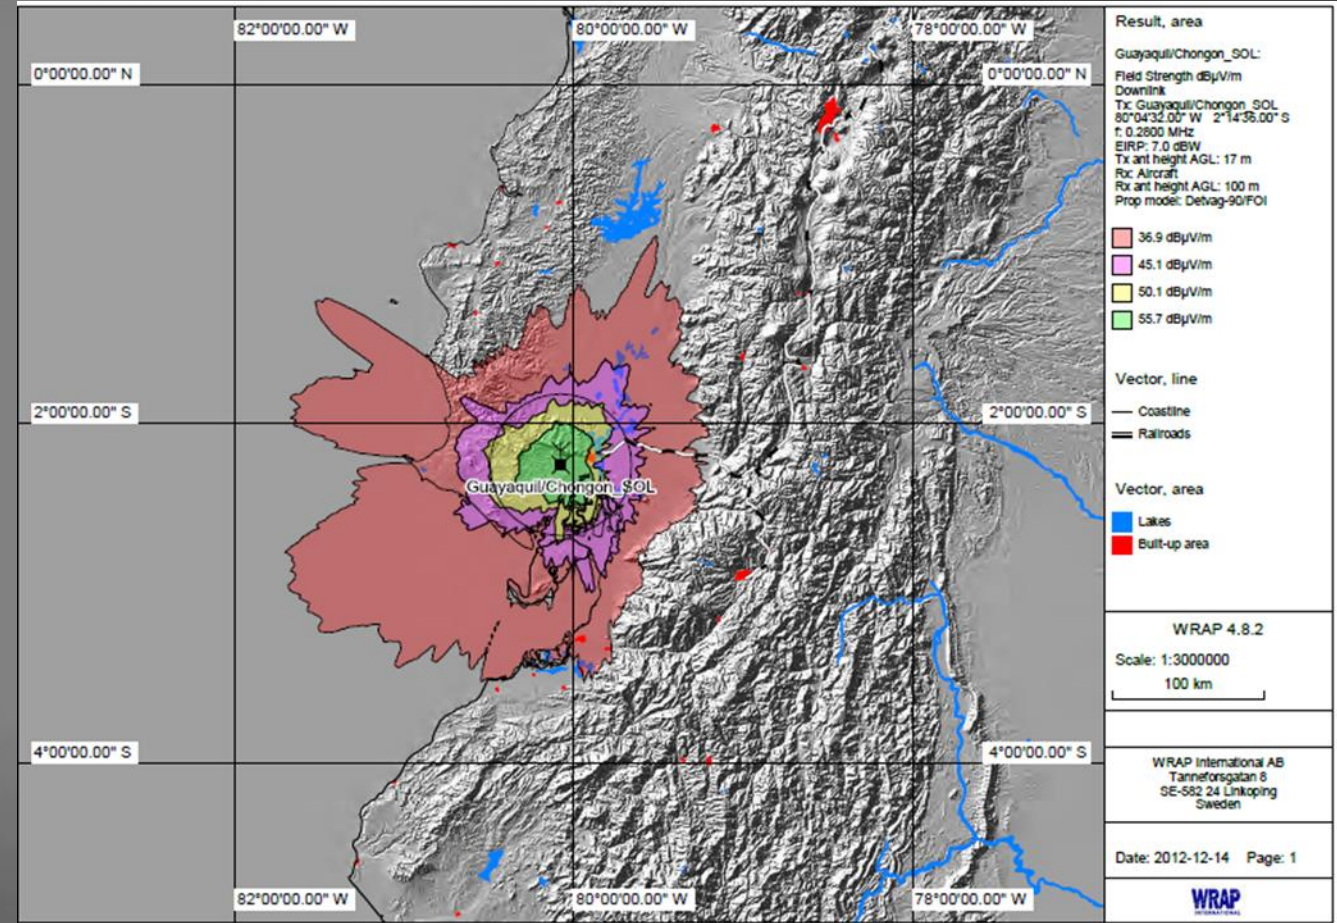 82°00'00.00" W
80°00'00.00" W
78°00'00.00" W
0°00'00.00" N
0°00'00.00" N
2°00'00.00" S
2°00'00.00" S
Guayaquil/Chongon_SOL
4°00'00.00" S
4°00'00.00" S
82°00'00.00" W
80°00'00.00" W
78°00'00.00" W
Result, area
Guayaquil/Chongon_SOL:
Field Strength dBµV/m
Downlink
Tx: Guayaquil/Chongon_SOL
80°04'32.00" W 2°14'36.00" S
f: 0.2800 MHz
EIRP: 7.0 dBW
Tx ant height AGL: 17 m
Rx: Aircraft
Rx ant height AGL: 100 m
Prop model: Detvag-90/FOI
36.9 dBµV/m
45.1 dBµV/m
50.1 dBµV/m
55.7 dBµV/m
Vector, line
Coastline
Railroads
Vector, area
Lakes
Built-up area
WRAP 4.8.2
Scale: 1:3000000
100 km
WRAP International AB
Tanneforsgatan 8
SE-582 24 Linkoping
Sweden
Date: 2012-12-14 Page: 1
WRAP
INTERNATIONAL